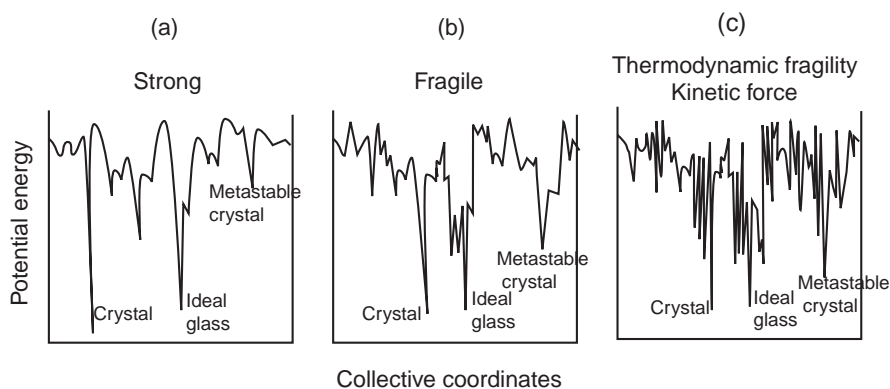 (a)
(b)
(c)
Strong
Fragile
Thermodynamic fragility
Kinetic force
Potential energy
Metastable
crystal
Crystal
Ideal
glass
Metastable
crystal
Crystal
Ideal
glass
Metastable
crystal
Crystal
Ideal
glass
Collective coordinates